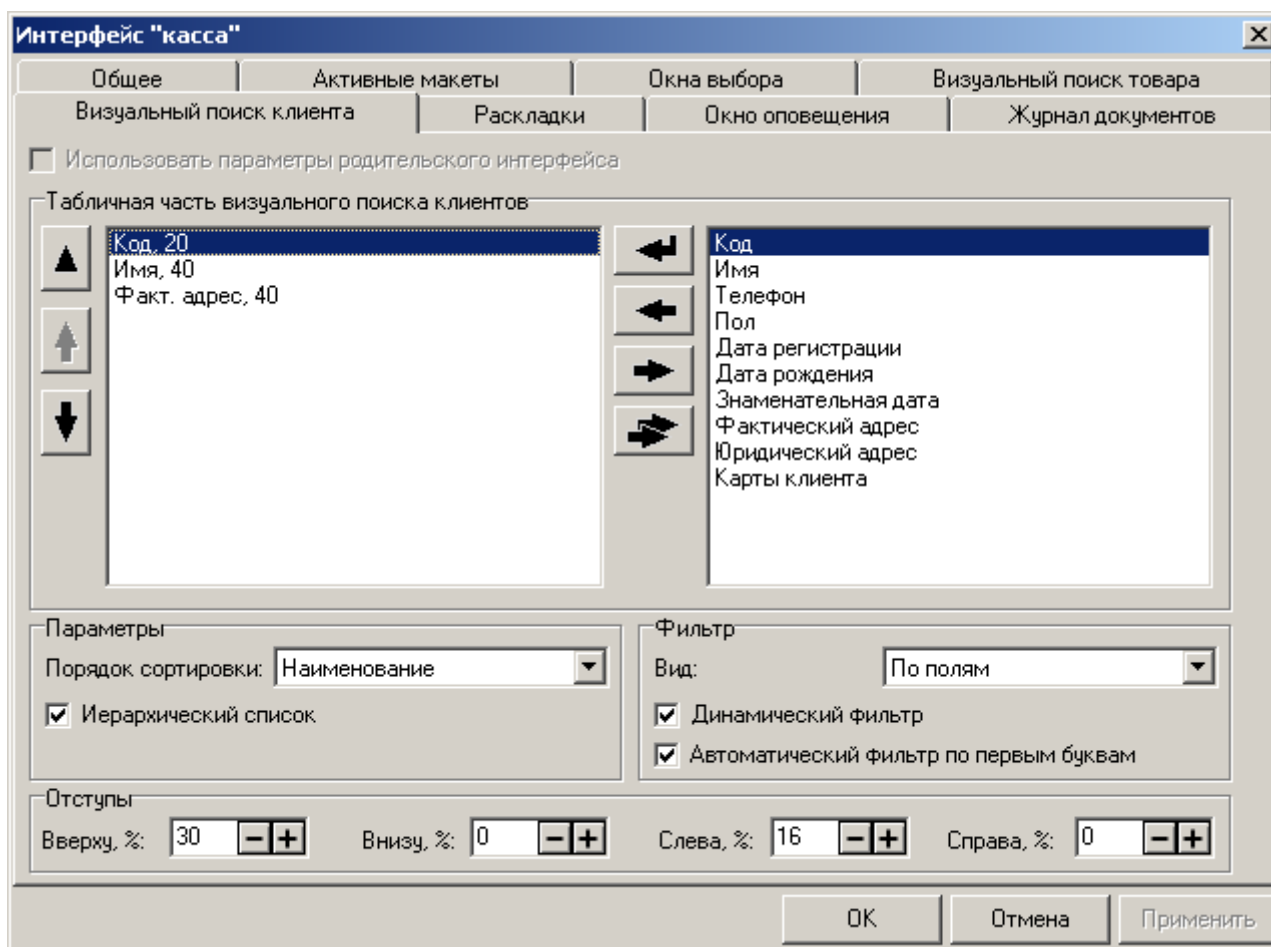 Интерфейс "касса"
Общее Активные макеты Окна выбора Визуальный поиск товара
Визуальный поиск клиента Раскладки Окно оповещения Журнал документов
Использовать параметры родительского интерфейса
Табличная часть визуального поиска клиентов
Код, 20
Имя, 40
Факт. адрес, 40
Код
Имя
Телефон
Пол
Дата регистрации
Дата рождения
Знаменательная дата
Фактический адрес
Юридический адрес
Карты клиента
Параметры
Порядок сортировки: Наименование
Иерархический список
Фильтр
Вид: По полям
Динамический фильтр
Автоматический фильтр по первым буквам
Отступы
Вверху, %: 30 Внизу, %: 0 Слева, %: 16 Справа, %: 0
OK Отмена Применить